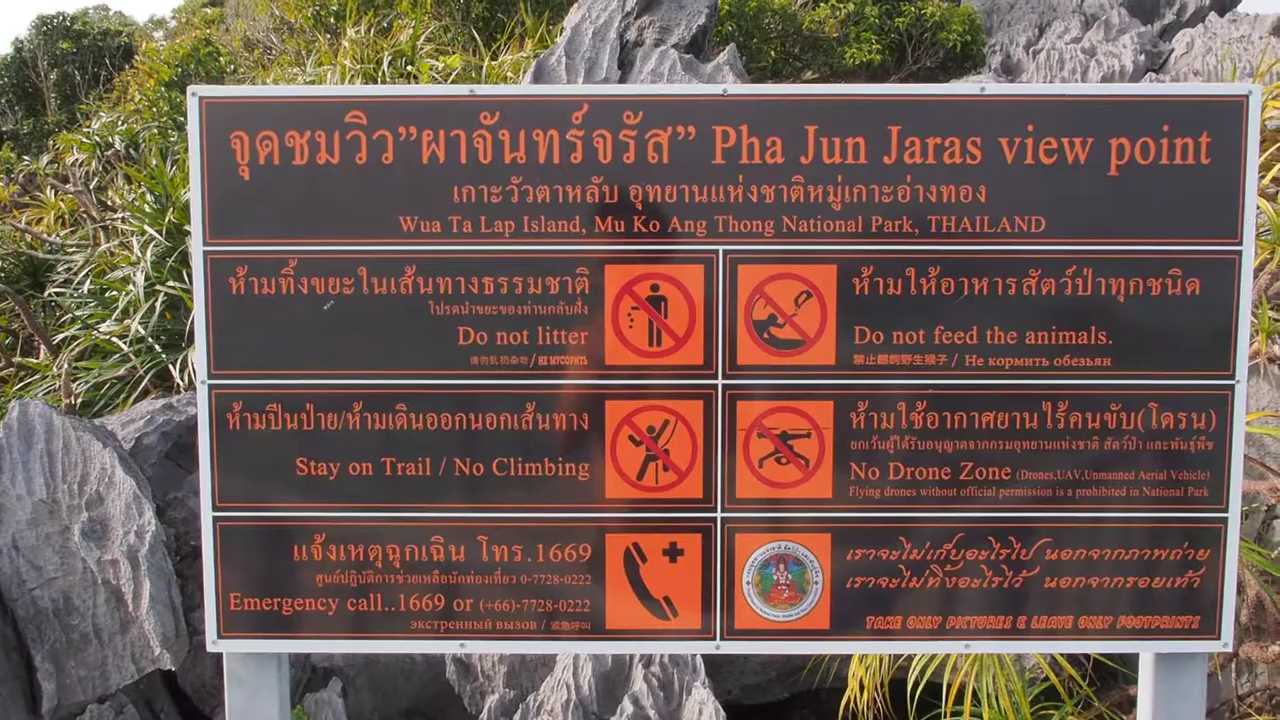 จุดชมวิว”ผาจันทร์จรัส” Pha Jun Jaras view point
เกาะวัวตาหลับ อุทยานแห่งชาติหมู่เกาะอ่างทอง
Wua Ta Lap Island, Mu Ko Ang Thong National Park, THAILAND
ห้ามทิ้งขยะในเส้นทางธรรมชาติ
โปรดนำขยะของท่านกลับฝั่ง
Do not litter
请勿乱扔杂物 / НЕ МУСОРИТЬ
ห้ามให้อาหารสัตว์ป่าทุกชนิด
Do not feed the animals.
禁止餵飼野生猴子 / Не кормить обезьян
ห้ามปีนป่าย/ห้ามเดินออกนอกเส้นทาง
Stay on Trail / No Climbing
ห้ามใช้อากาศยานไร้คนขับ(โดรน)
ยกเว้นผู้ได้รับอนุญาตจากกรมอุทยานแห่งชาติ สัตว์ป่า และพันธุ์พืช
No Drone Zone (Drones,UAV,Unmanned Aerial Vehicle)
Flying drones without official permission is a prohibited in National Park
แจ้งเหตุฉุกเฉิน โทร.1669
ศูนย์ปฏิบัติการช่วยเหลือนักท่องเที่ยว 0-7728-0222
Emergency call..1669 or (+66)-7728-0222
экстренный вызов / 紧急呼叫
เราจะไม่เก็บอะไรไป นอกจากภาพถ่าย
เราจะไม่ทิ้งอะไรไว้ นอกจากรอยเท้า
TAKE ONLY PICTURES & LEAVE ONLY FOOTPRINTS